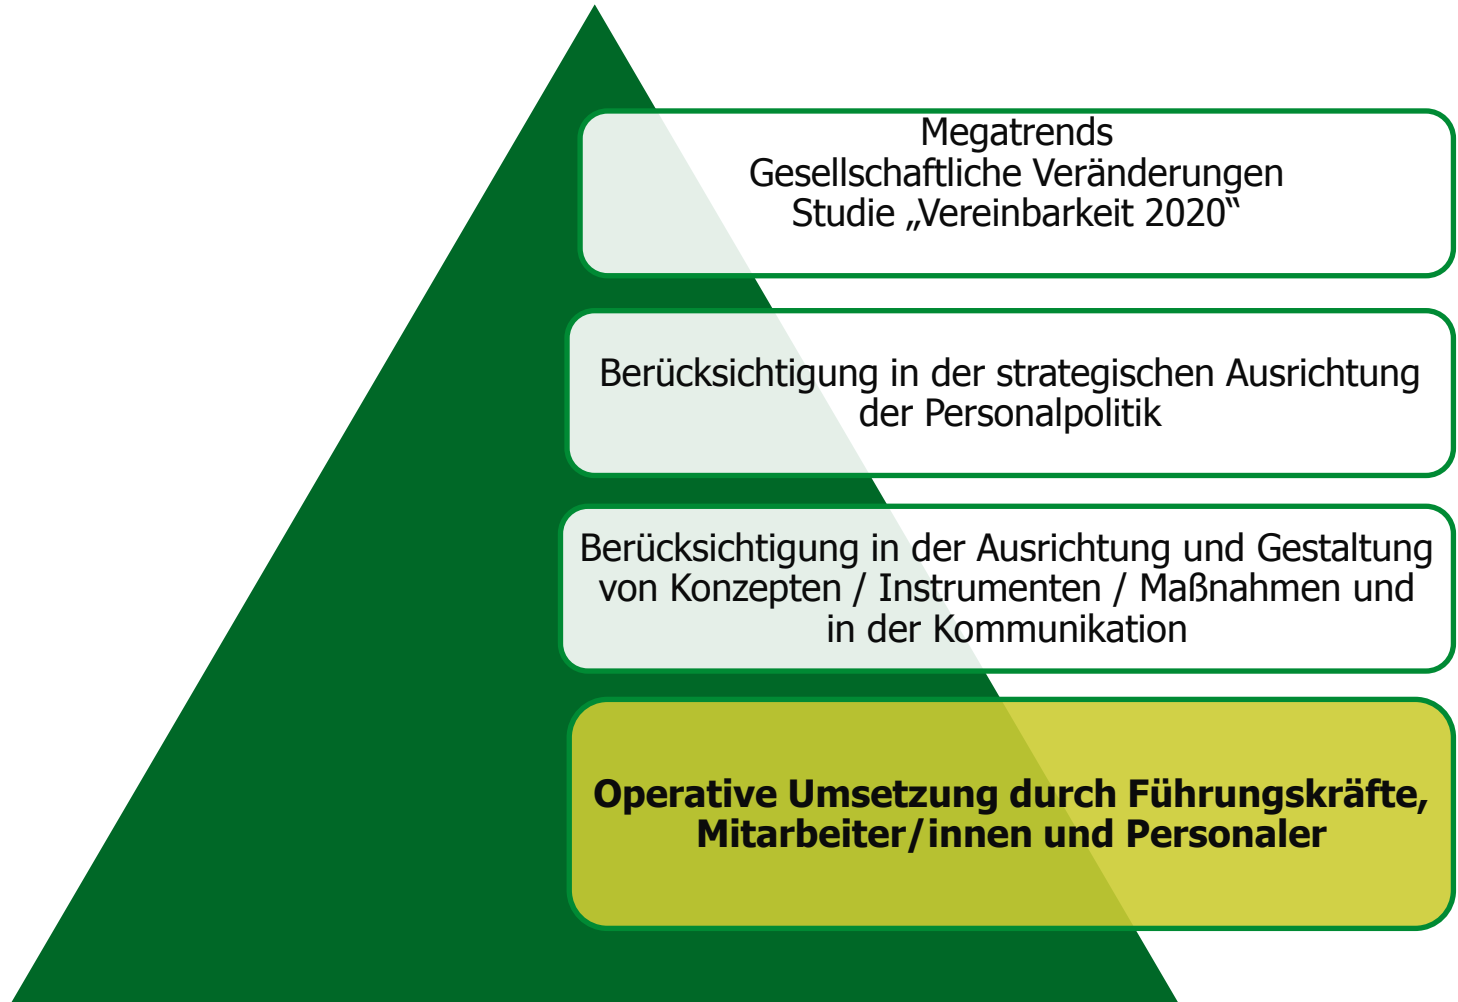 Megatrends
Gesellschaftliche Veränderungen
Studie „Vereinbarkeit 2020“
Berücksichtigung in der strategischen Ausrichtung
der Personalpolitik
Berücksichtigung in der Ausrichtung und Gestaltung
von Konzepten / Instrumenten / Maßnahmen und
in der Kommunikation
Operative Umsetzung durch Führungskräfte,
Mitarbeiter/innen und Personaler